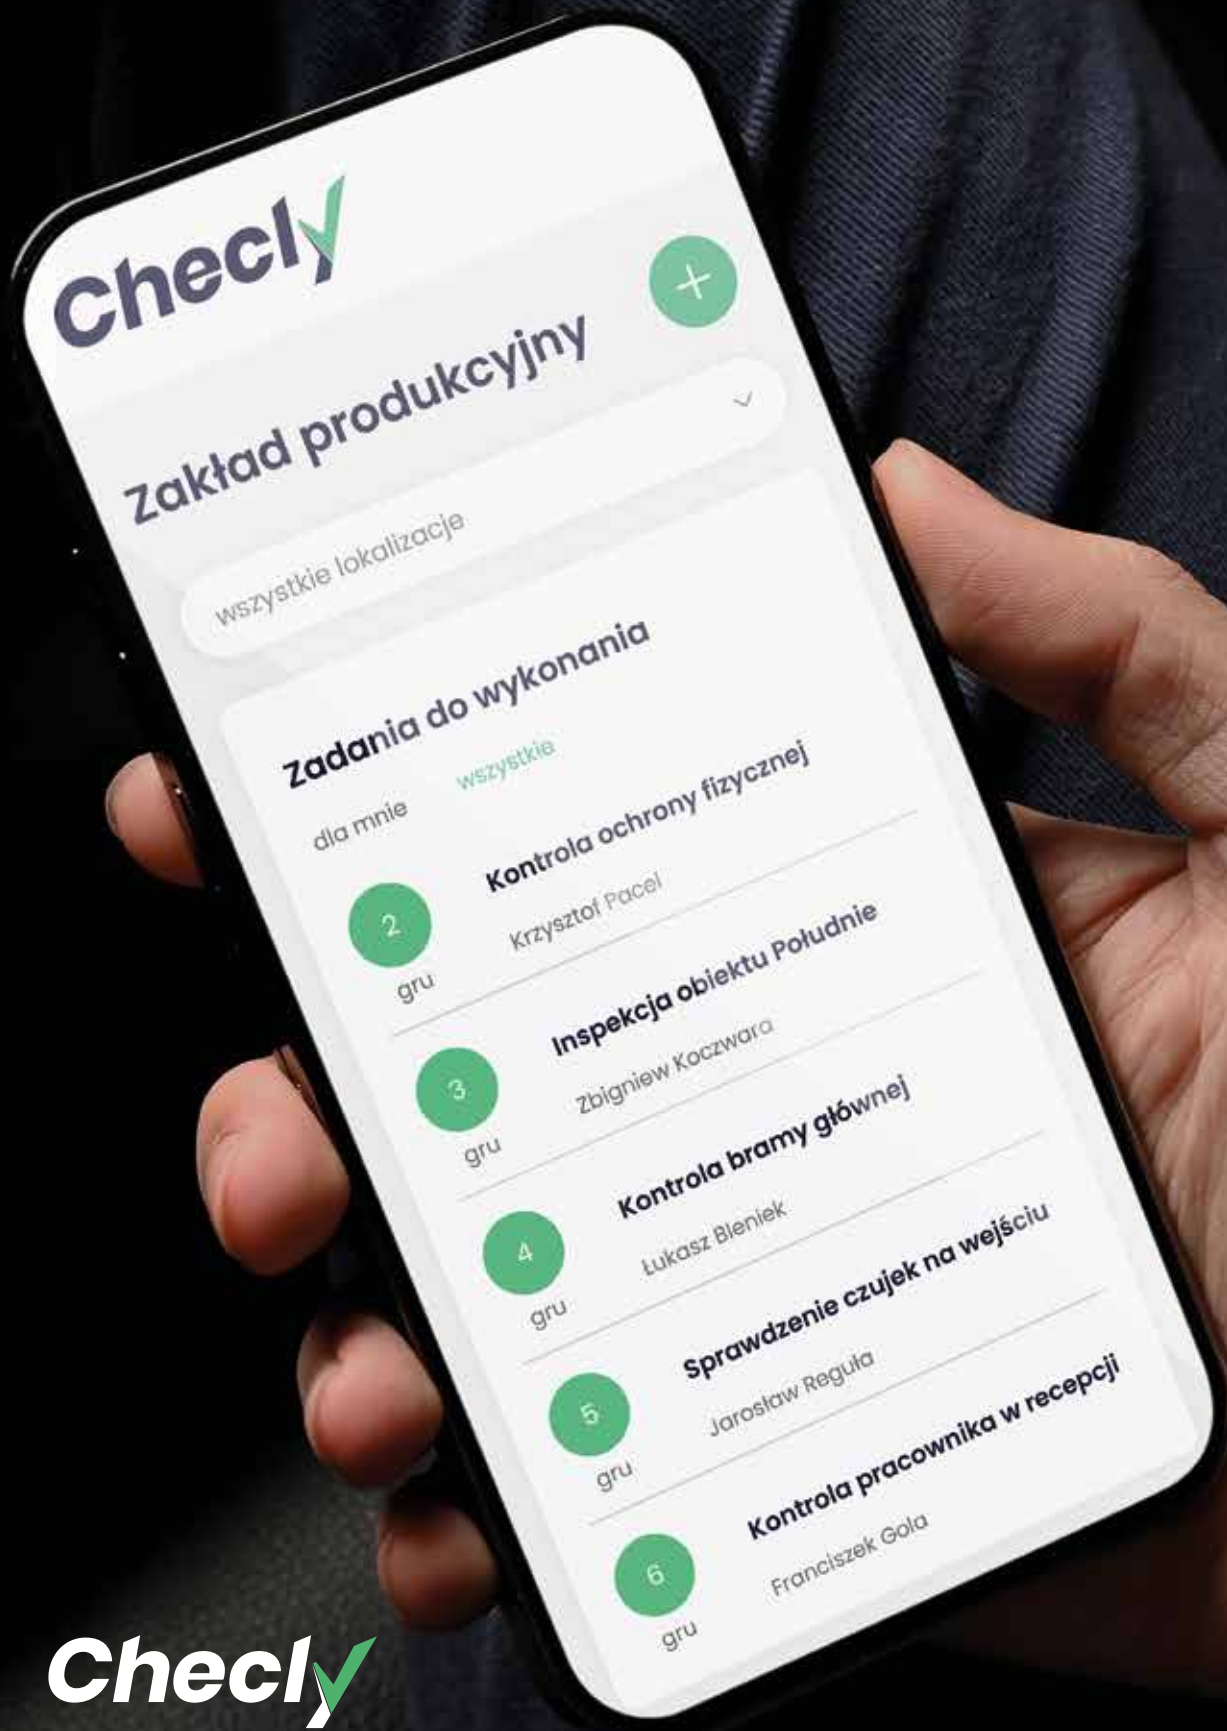 Checly
+
Zakład produkcyjny
wszystkie lokalizacje
Zadania do wykonania
dla mnie wszystkie
2 gru
Kontrola ochrony fizycznej
Krzysztof Pacel
3 gru
Inspekcja obiektu Południe
Zbigniew Koczwara
4 gru
Kontrola bramy głównej
Łukasz Bleniek
5 gru
Sprawdzenie czujek na wejściu
Jarosław Reguła
6 gru
Kontrola pracownika w recepcji
Franciszek Gola
Checly